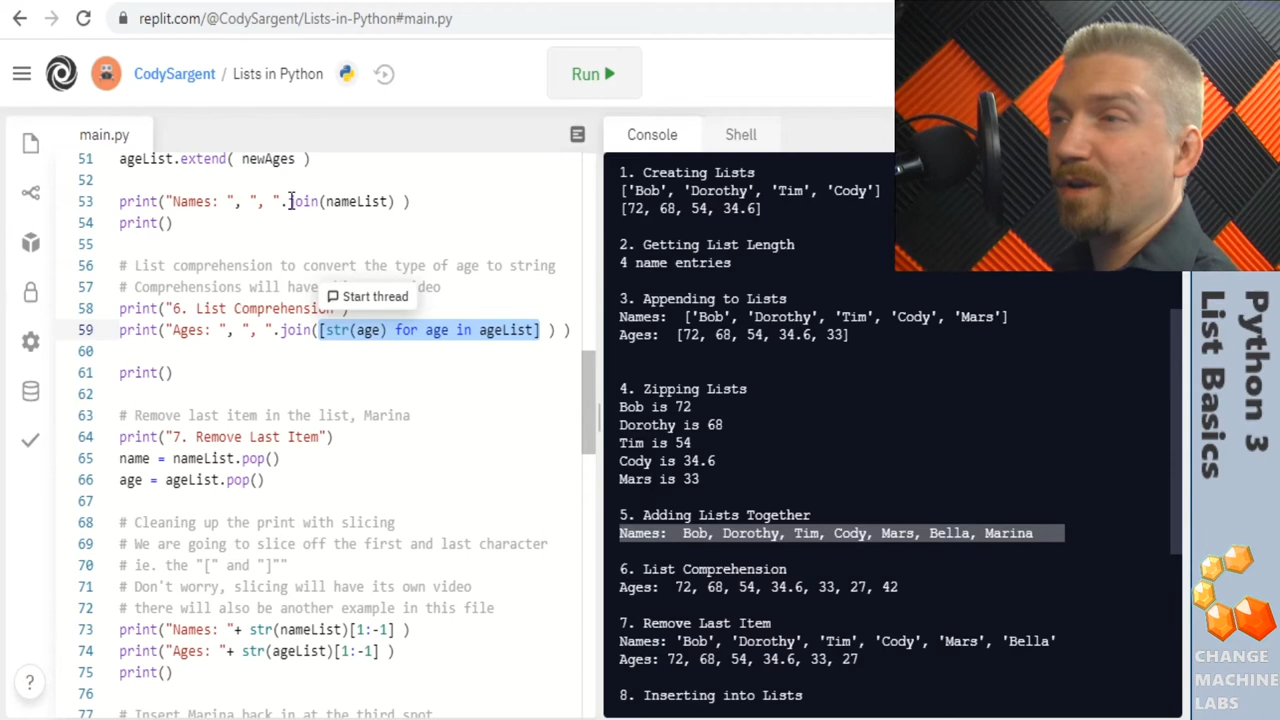 replit.com/@CodySargent/Lists-in-Python#main.py
CodySargent / Lists in Python
Run
main.py
51 ageList.extend( newAges )
52
53 print("Names: ", ", ".join(nameList) )
54 print()
55
56 # List comprehension to convert the type of age to string
57 # Comprehensions will have video
Start thread
58 print("6. List Comprehension")
59 print("Ages: ", ", ".join([str(age) for age in ageList] ) )
60
61 print()
62
63 # Remove last item in the list, Marina
64 print("7. Remove Last Item")
65 name = nameList.pop()
66 age = ageList.pop()
67
68 # Cleaning up the print with slicing
69 # We are going to slice off the first and last character
70 # ie. the "[" and "]""
71 # Don't worry, slicing will have its own video
72 # there will also be another example in this file
73 print("Names: "+ str(nameList)[1:-1] )
74 print("Ages: "+ str(ageList)[1:-1] )
75 print()
76
77 # Insert Marina back in at the third spot
?
Console
Shell
1. Creating Lists
['Bob', 'Dorothy', 'Tim', 'Cody']
[72, 68, 54, 34.6]
2. Getting List Length
4 name entries
3. Appending to Lists
Names: ['Bob', 'Dorothy', 'Tim', 'Cody', 'Mars']
Ages: [72, 68, 54, 34.6, 33]
4. Zipping Lists
Bob is 72
Dorothy is 68
Tim is 54
Cody is 34.6
Mars is 33
5. Adding Lists Together
Names: Bob, Dorothy, Tim, Cody, Mars, Bella, Marina
6. List Comprehension
Ages: 72, 68, 54, 34.6, 33, 27, 42
7. Remove Last Item
Names: 'Bob', 'Dorothy', 'Tim', 'Cody', 'Mars', 'Bella'
Ages: 72, 68, 54, 34.6, 33, 27
8. Inserting into Lists
Python 3
List Basics
CHANGE
MACHINE
LABS